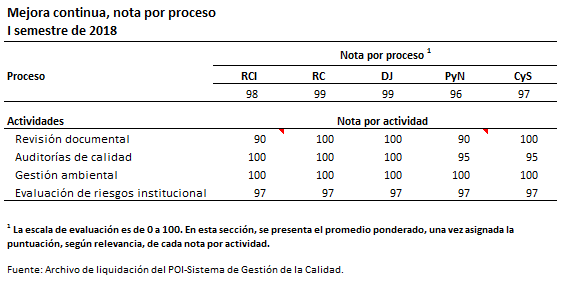 Mejora continua, nota por proceso
I semestre de 2018
Nota por proceso 1
Proceso RCI RC DJ PyN CyS
98 99 99 96 97
Actividades Nota por actividad
Revisión documental 90 100 100 90 100
Auditorías de calidad 100 100 100 95 95
Gestión ambiental 100 100 100 100 100
Evaluación de riesgos institucional 97 97 97 97 97
1 La escala de evaluación es de 0 a 100. En esta sección, se presenta el promedio ponderado, una vez asignada la
puntuación, según relevancia, de cada nota por actividad.
Fuente: Archivo de liquidación del POI-Sistema de Gestión de la Calidad.